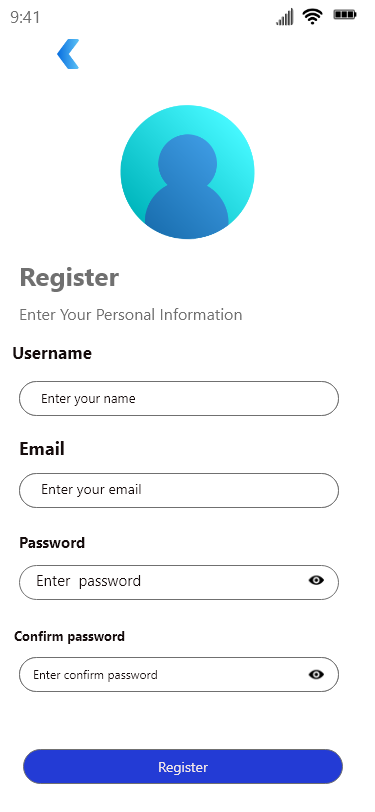 9:41
Register
Enter Your Personal Information
Username
Enter your name
Email
Enter your email
Password
Enter  password
Confirm password
Enter confirm password
Register